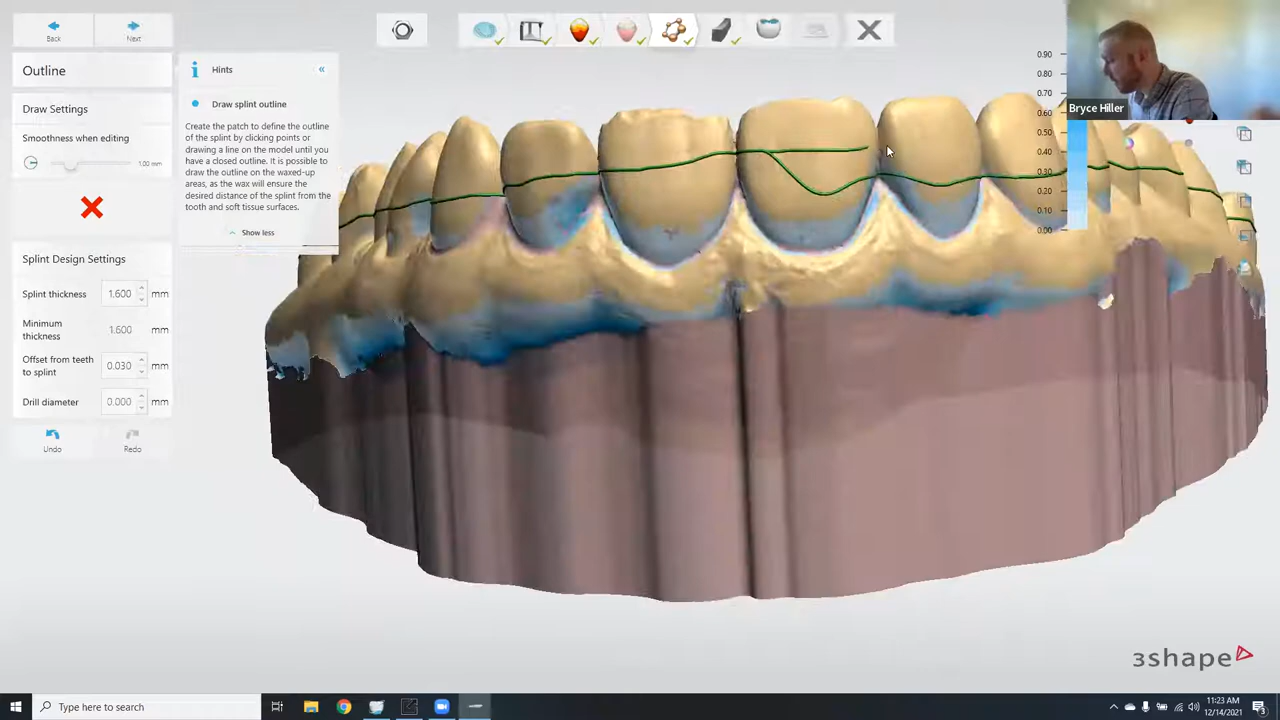 Back
Next
Outline
Draw Settings
Smoothness when editing
1.00 mm
Splint Design Settings
Splint thickness 1.600 mm
Minimum
thickness 1.600 mm
Offset from teeth
to splint 0.030 mm
Drill diameter 0.000 mm
Undo
Redo
Hints
Draw splint outline
Create the patch to define the outline
of the splint by clicking points or
drawing a line on the model until you
have a closed outline. It is possible to
draw the outline on the waxed-up
areas, as the wax will ensure the
desired distance of the splint from the
tooth and soft tissue surfaces.
Show less
0.90
0.80
0.70
0.60
0.50
0.40
0.30
0.20
0.10
0.00
Bryce Hiller
3shape
Type here to search
11:23 AM
12/14/2021
3